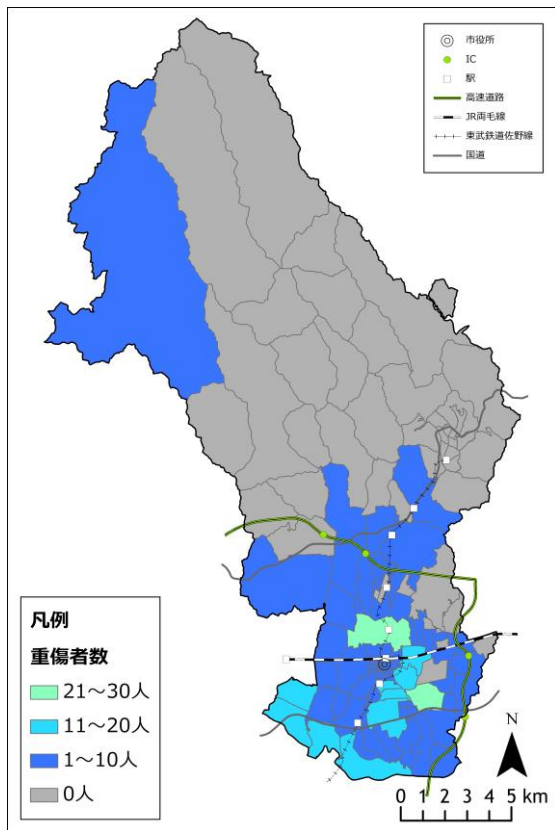 市役所
IC
駅
高速道路
JR両毛線
東武鉄道佐野線
国道
凡例
重傷者数
21～30人
11～20人
1～10人
0人
N
0 1 2 3 4 5 km